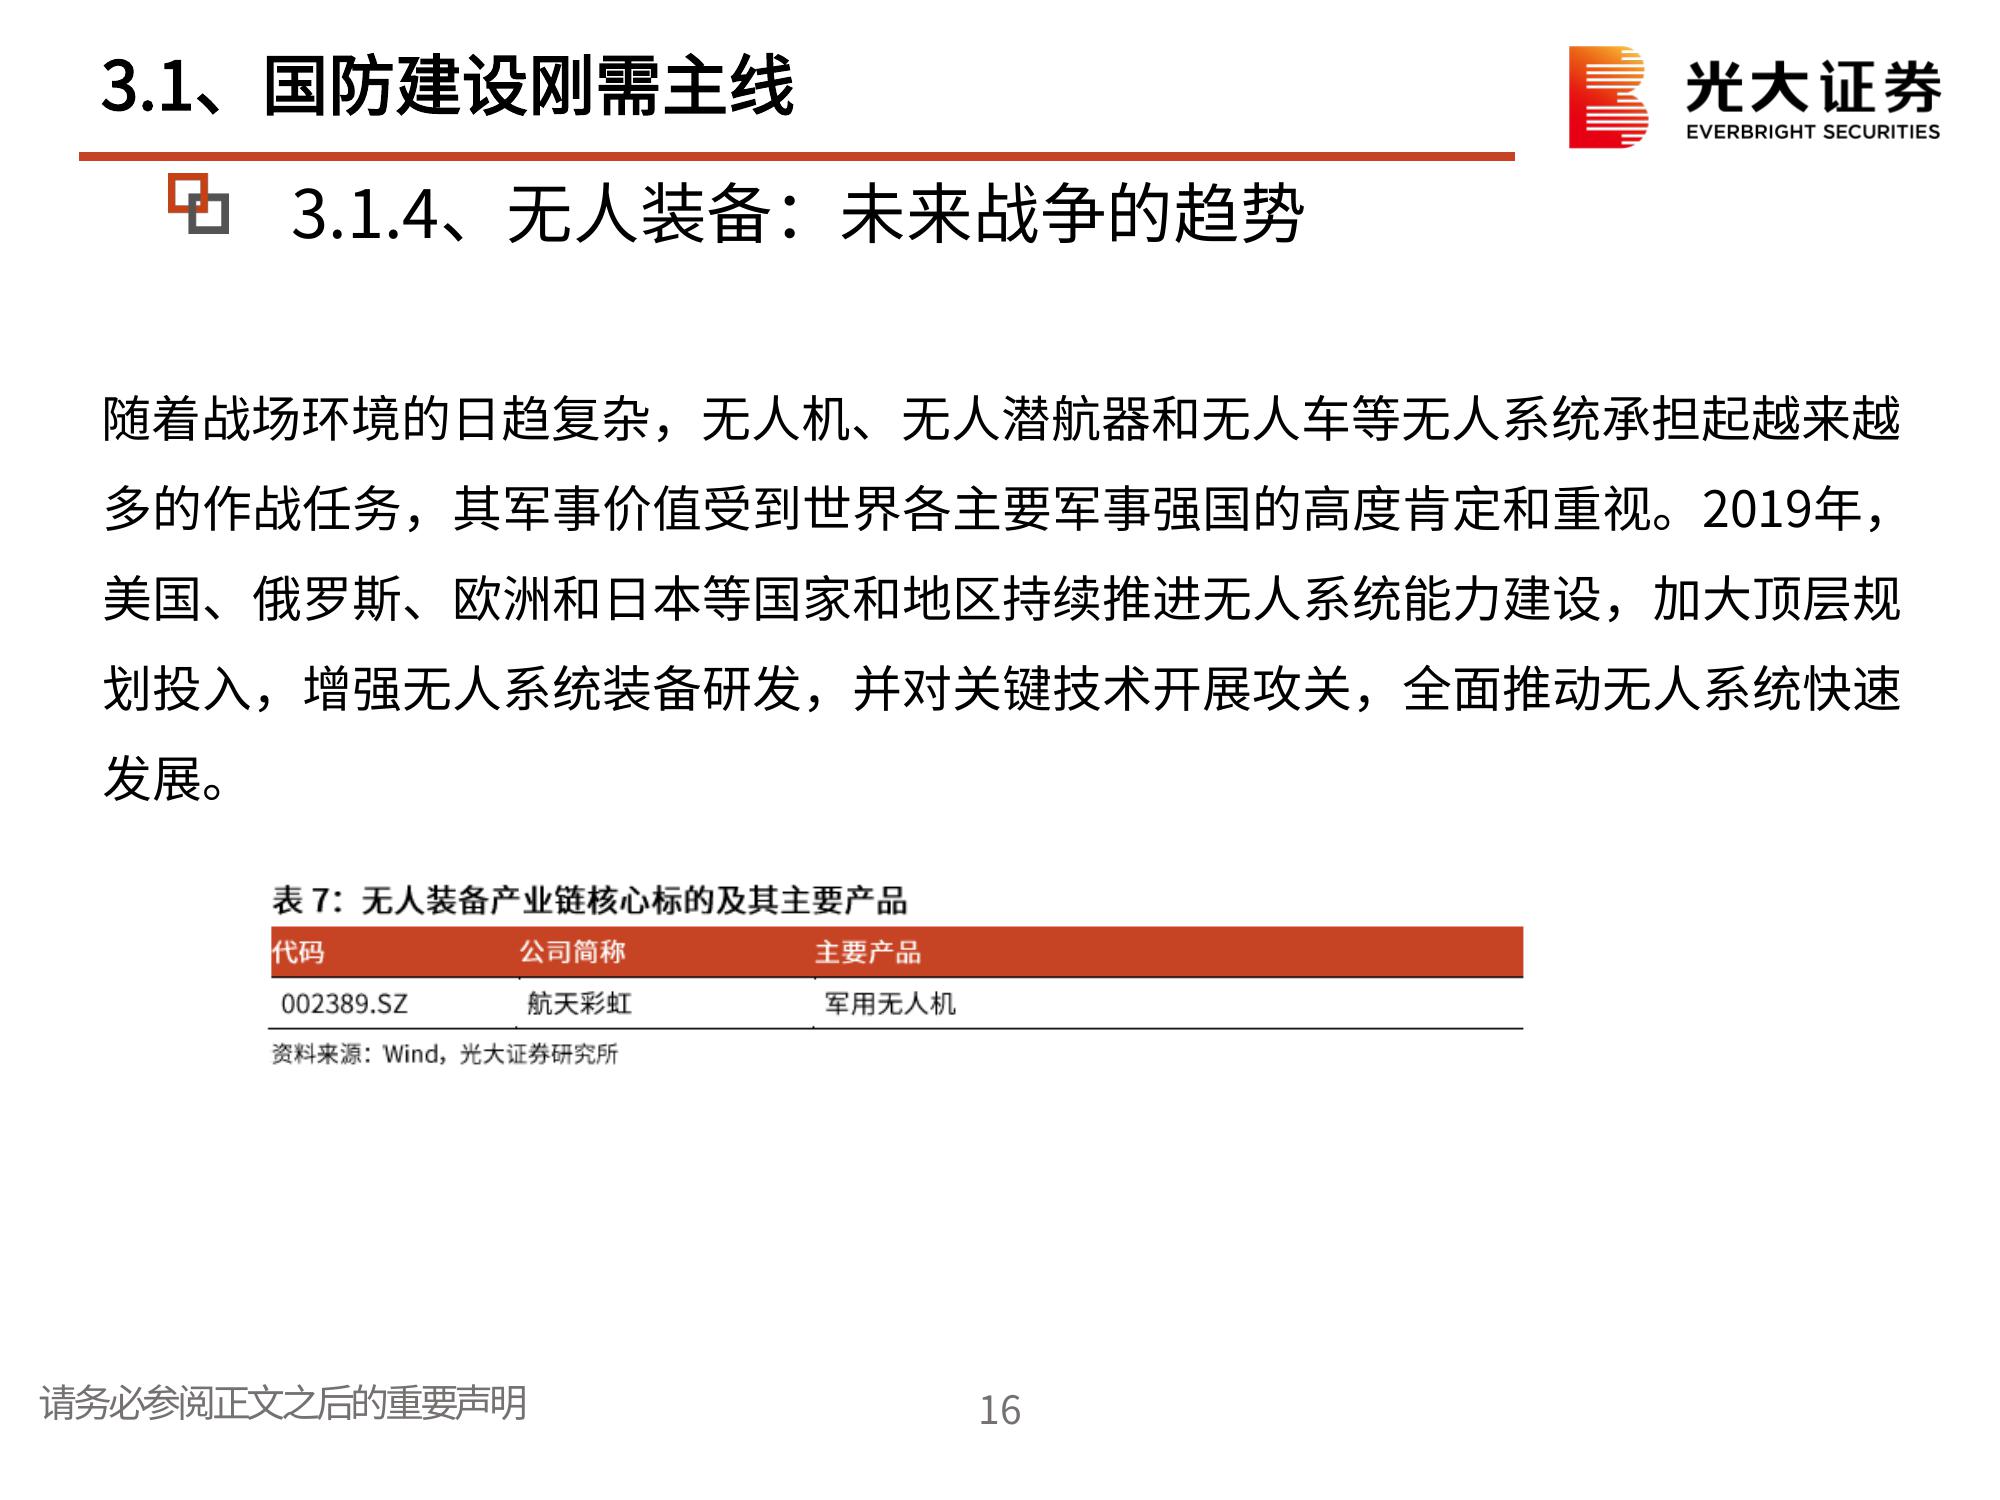 3.1、国防建设刚需主线
光大证券
EVERBRIGHT SECURITIES
3.1.4、无人装备：未来战争的趋势
随着战场环境的日趋复杂，无人机、无人潜航器和无人车等无人系统承担起越来越
多的作战任务，其军事价值受到世界各主要军事强国的高度肯定和重视。2019年，
美国、俄罗斯、欧洲和日本等国家和地区持续推进无人系统能力建设，加大顶层规
划投入，增强无人系统装备研发，并对关键技术开展攻关，全面推动无人系统快速
发展。
表 7：无人装备产业链核心标的及其主要产品
代码 公司简称 主要产品
002389.SZ 航天彩虹 军用无人机
资料来源：Wind，光大证券研究所
请务必参阅正文之后的重要声明
16